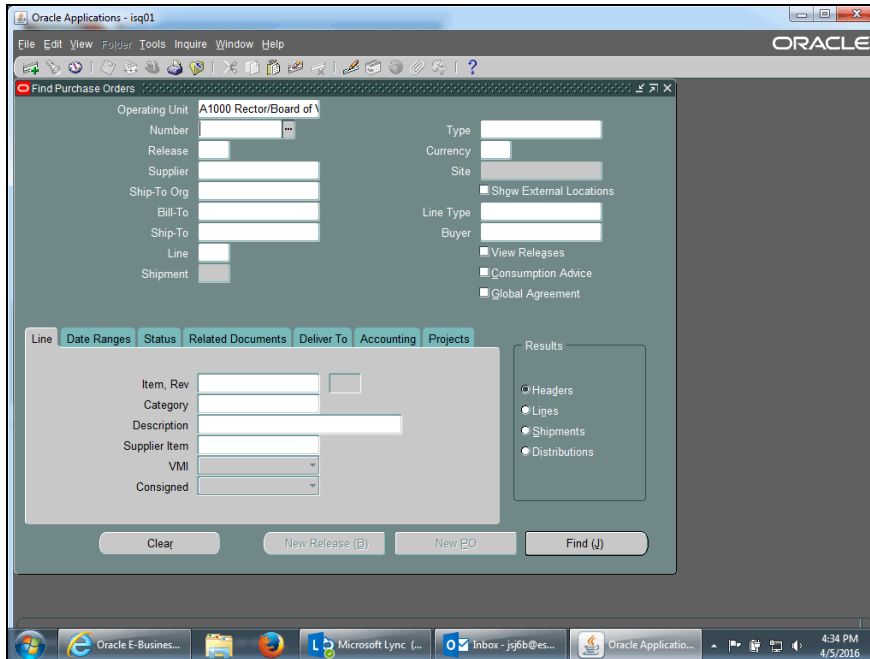 Oracle Applications - isq01
File Edit View Folder Tools Inquire Window Help
ORACLE
Find Purchase Orders
Operating Unit A1000 Rector/Board of V
Number Type
Release Currency
Supplier Site
Ship-To Org Show External Locations
Bill-To Line Type
Ship-To Buyer
Line View Releases
Shipment Consumption Advice
Global Agreement
Line Date Ranges Status Related Documents Deliver To Accounting Projects
Results
Item, Rev Headers
Category Lines
Description Shipments
Supplier Item Distributions
VMI
Consigned
Clear New Release (B) New PO Find (J)
Oracle E-Busines... Microsoft Lync (... Inbox - jsj6b@es... Oracle Applicatio... 4:34 PM
4/5/2016